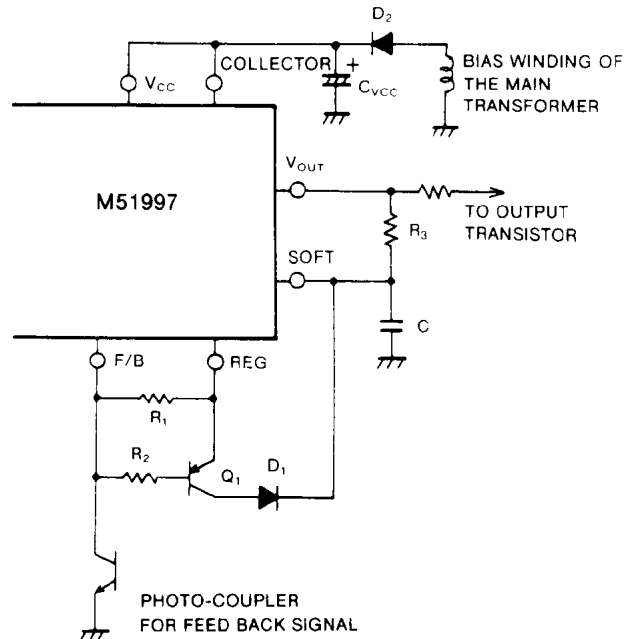 D2
VCC
COLLECTOR
+
CVCC
BIAS WINDING OF
THE MAIN
TRANSFORMER
VOUT
M51997
R3
TO OUTPUT
TRANSISTOR
SOFT
C
F/B
REG
R1
R2
Q1
D1
PHOTO-COUPLER
FOR FEED BACK SIGNAL